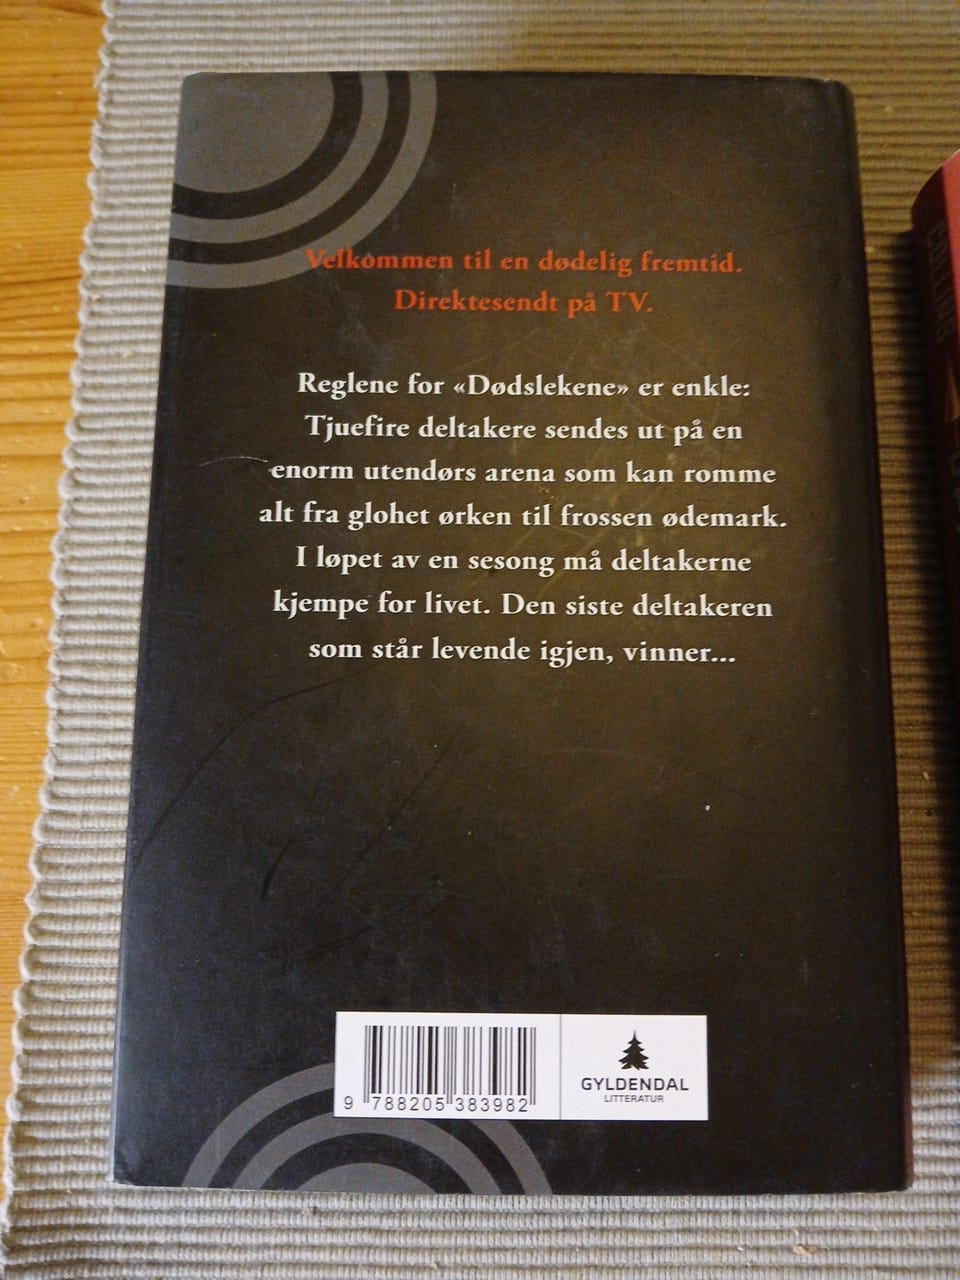 Velkommen til en dødelig fremtid.
Direktesendt på TV.
Reglene for «Dødslekene» er enkle:
Tjuefire deltakere sendes ut på en
enorm utendørs arena som kan romme
alt fra glohet ørken til frossen ødemark.
I løpet av en sesong må deltakerne
kjempe for livet. Den siste deltakeren
som står levende igjen, vinner...
9 788205 383982
GYLDENDAL
LITTERATUR